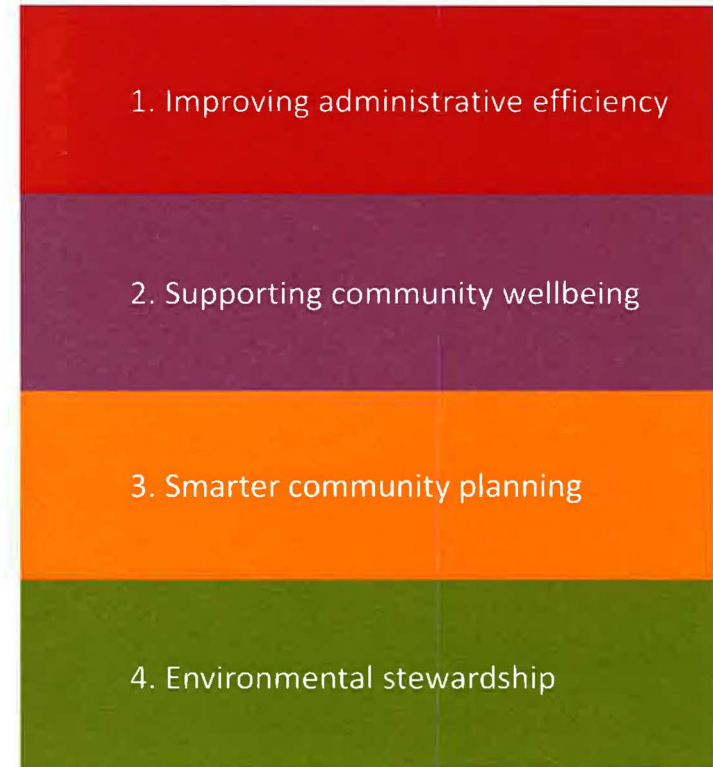 1. Improving administrative efficiency
2. Supporting community wellbeing
3. Smarter community planning
4. Environmental stewardship